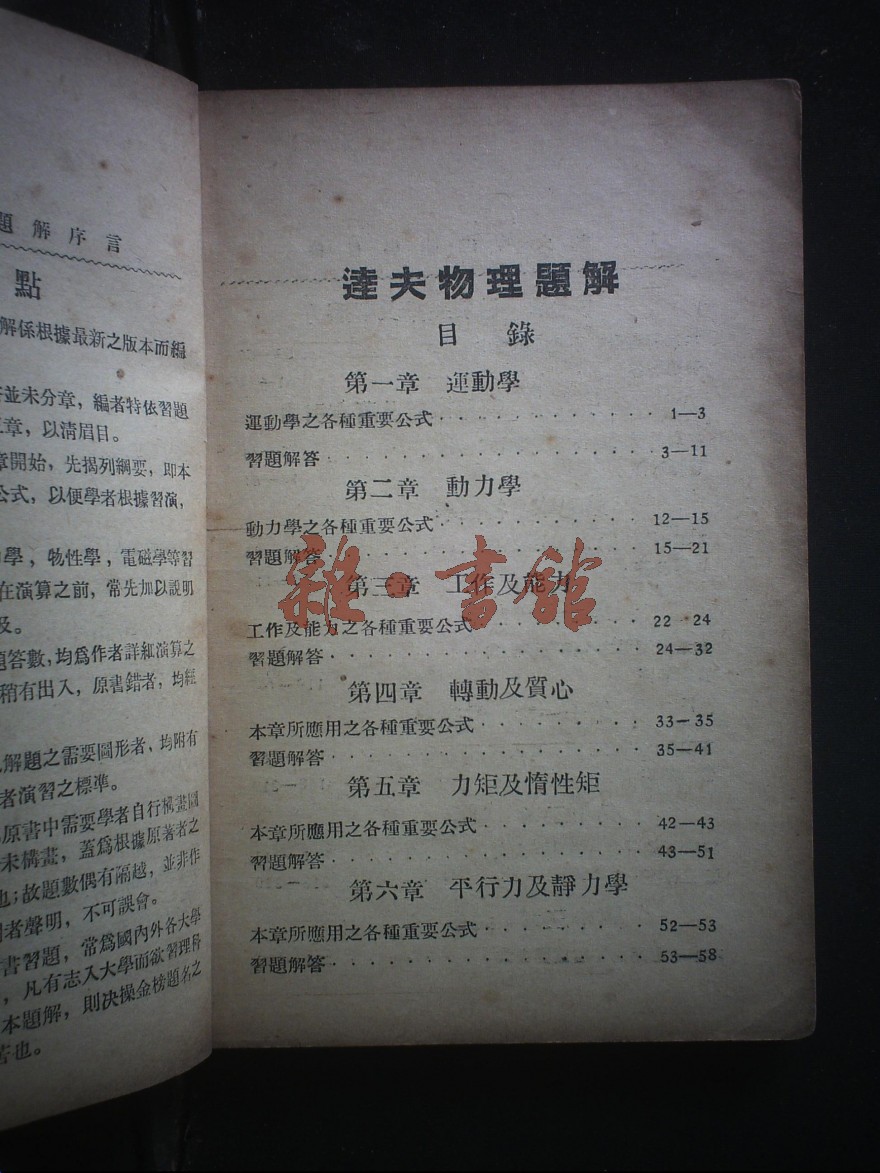 題解序言
點
解係根據最新之版本而編
並未分章，編者特依習題
章，以清眉目。
章開始，先揭列綱要，即本
公式，以便學者根據習演，
學，物性學，電磁學等習
在演算之前，常先加以説明
及。
題答數，均爲作者詳細演算之
稍有出入，原書錯者，均經
解題之需要圖形者，均附有
者演習之標準。
原書中需要學者自行構畫圖
未構畫，蓋爲根據原著者之
也；故題數偶有隔越，並非作
者聲明，不可誤會。
書習題，常爲國內外各大學
，凡有志入大學而欲習理科
本題解，則決操金榜題名之
也。
達夫物理題解
目錄
第一章 運動學
運動學之各種重要公式 1—3
習題解答 3—11
第二章 動力學
動力學之各種重要公式 12—15
習題解答 15—21
第三章 工作及能力
工作及能力之各種重要公式 22—24
習題解答 24—32
第四章 轉動及質心
本章所應用之各種重要公式 33—35
習題解答 35—41
第五章 力矩及惰性矩
本章所應用之各種重要公式 42—43
習題解答 43—51
第六章 平行力及靜力學
本章所應用之各種重要公式 52—53
習題解答 53—58
雜·書舘